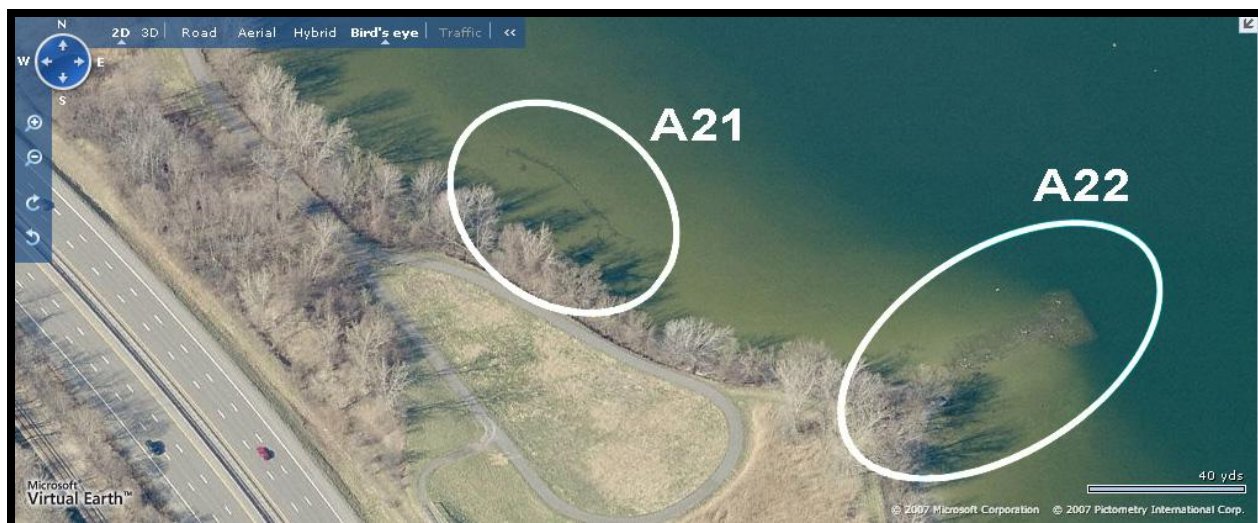 N
2D 3D Road Aerial Hybrid Bird's eye Traffic <<
W E
S
A21
A22
40 yds
Microsoft®
Virtual Earth™
© 2007 Microsoft Corporation © 2007 Pictometry International Corp.